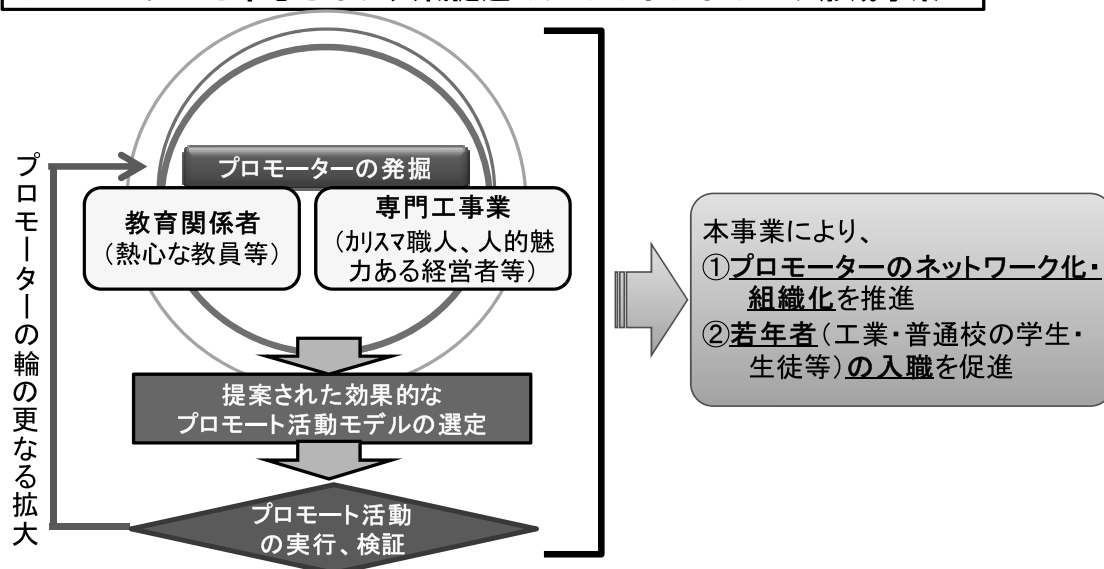 プロモーターの発掘
教育関係者
(熱心な教員等)
専門工事業
(カリスマ職人、人的魅
力ある経営者等)
提案された効果的な
プロモート活動モデルの選定
プロモート活動
の実行、検証
プロモーターの輪の更なる拡大
本事業により、
①プロモーターのネットワーク化・
組織化を推進
②若年者(工業・普通校の学生・
生徒等)の入職を促進